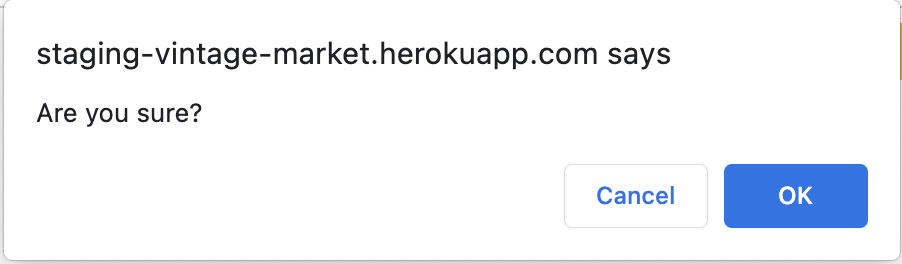 staging-vintage-market.herokuapp.com says
Are you sure?
Cancel
OK